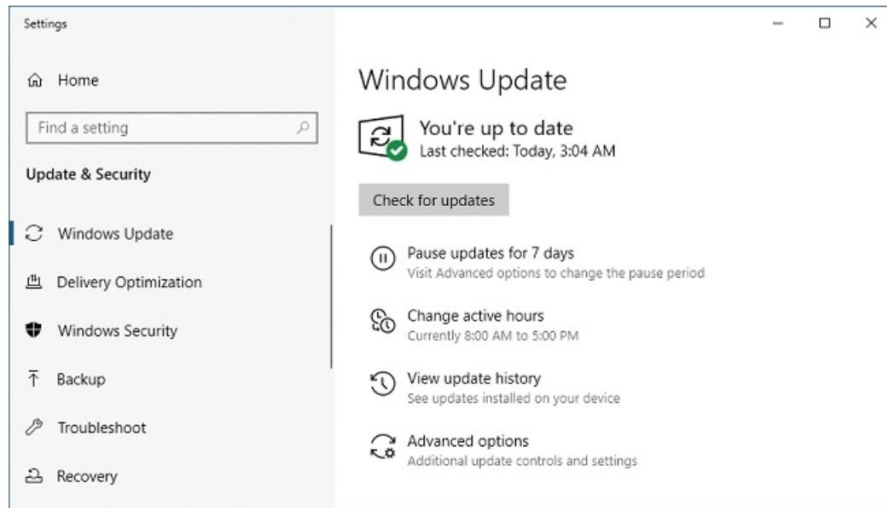 Settings
Home
Find a setting
Update & Security
Windows Update
Delivery Optimization
Windows Security
Backup
Troubleshoot
Recovery
Windows Update
You're up to date
Last checked: Today, 3:04 AM
Check for updates
Pause updates for 7 days
Visit Advanced options to change the pause period
Change active hours
Currently 8:00 AM to 5:00 PM
View update history
See updates installed on your device
Advanced options
Additional update controls and settings